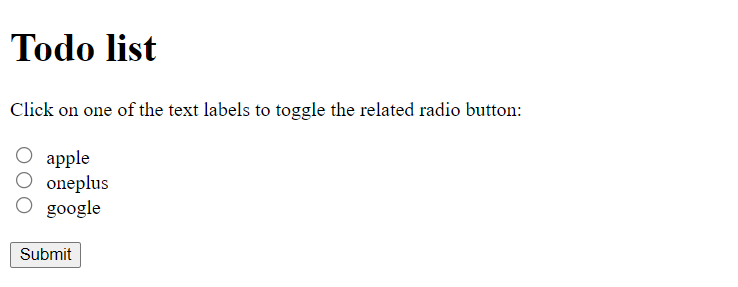 Todo list
Click on one of the text labels to toggle the related radio button:
apple
oneplus
google
Submit